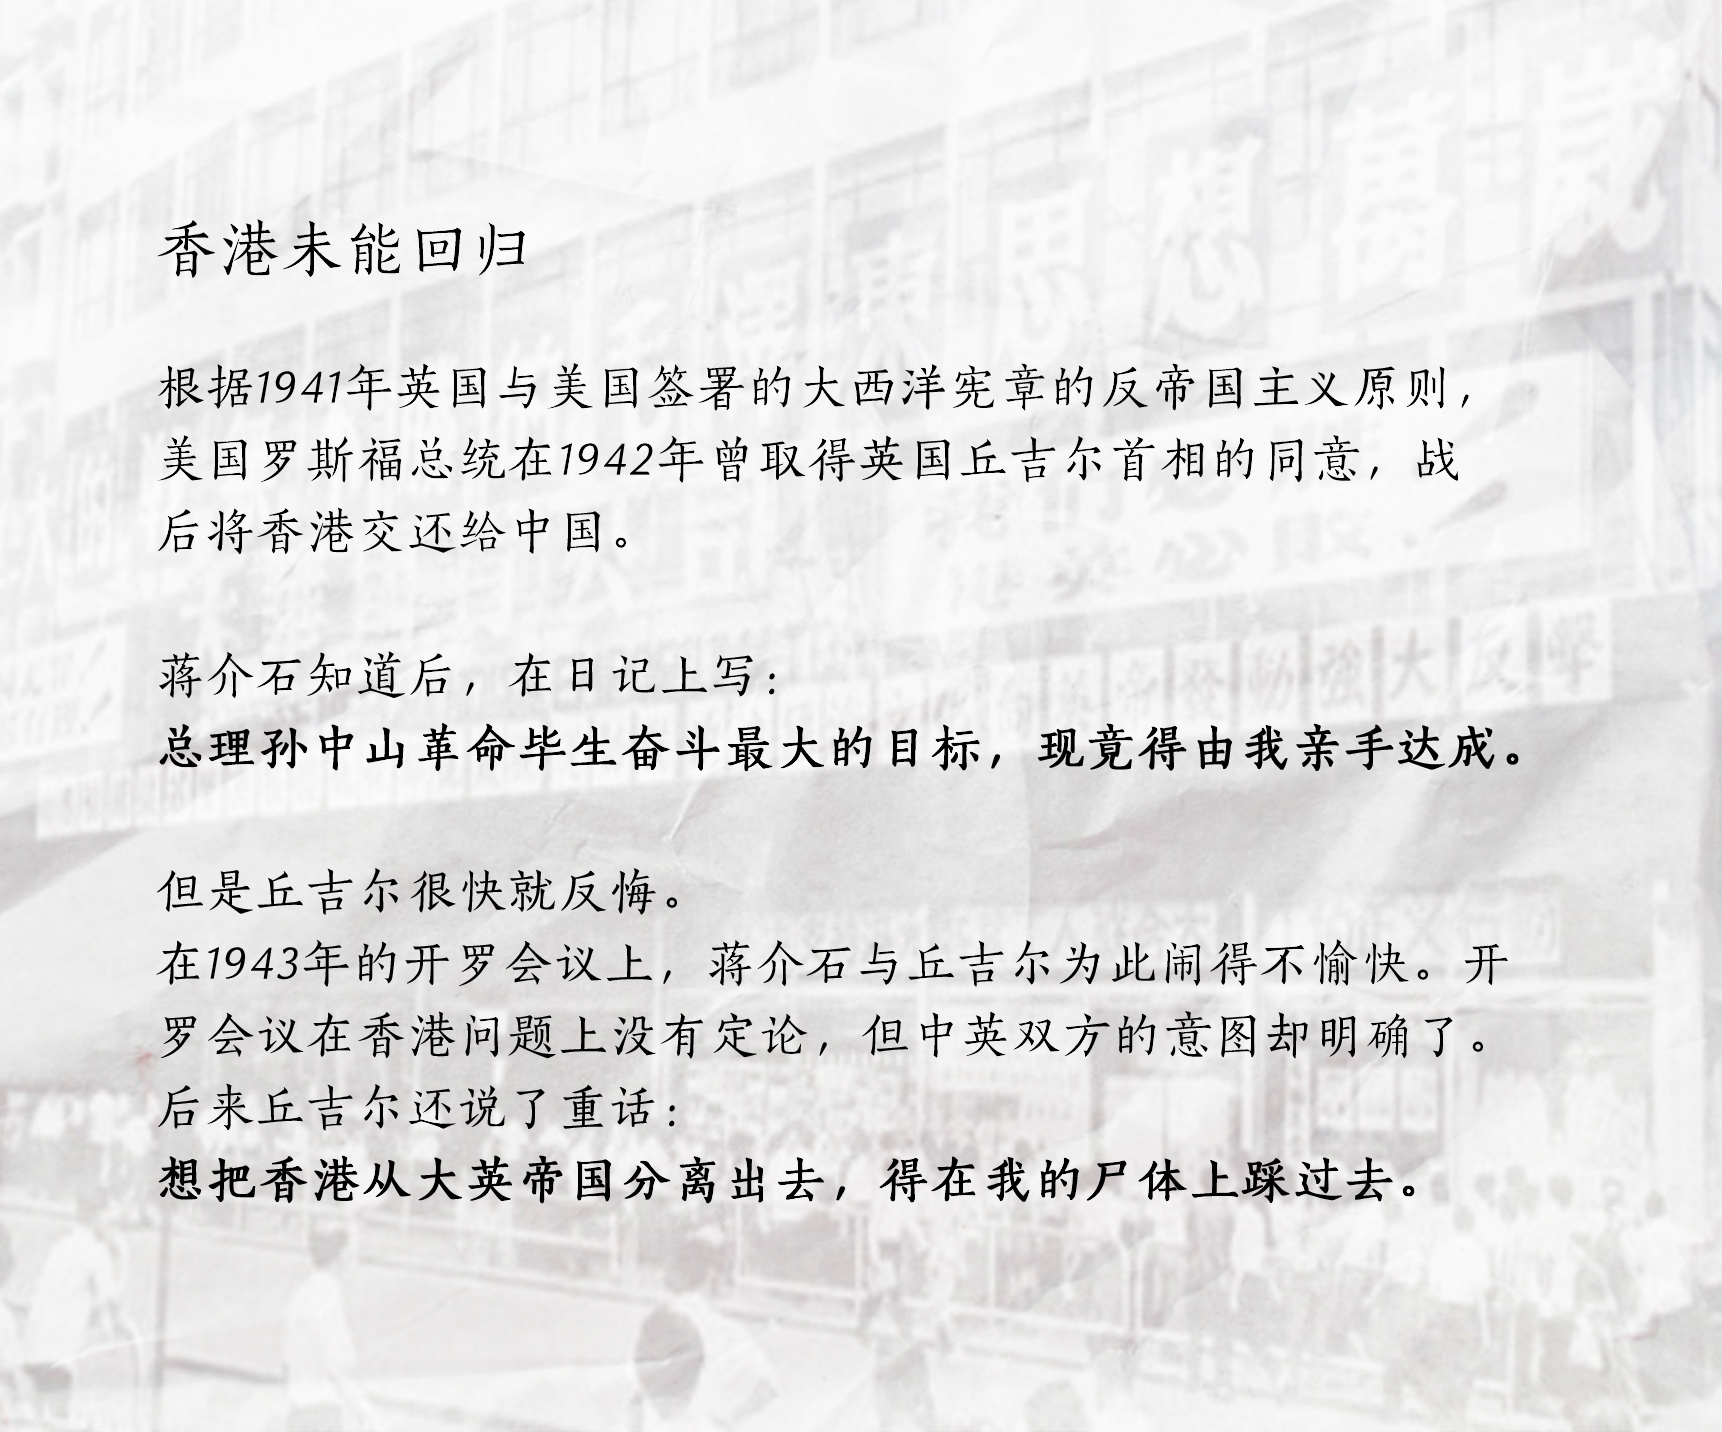 香港未能回归
根据1941年英国与美国签署的大西洋宪章的反帝国主义原则，
美国罗斯福总统在1942年曾取得英国丘吉尔首相的同意，战
后将香港交还给中国。
蒋介石知道后，在日记上写：
总理孙中山革命毕生奋斗最大的目标，现竟得由我亲手达成。
但是丘吉尔很快就反悔。
在1943年的开罗会议上，蒋介石与丘吉尔为此闹得不愉快。开
罗会议在香港问题上没有定论，但中英双方的意图却明确了。
后来丘吉尔还说了重话：
想把香港从大英帝国分离出去，得在我的尸体上踩过去。